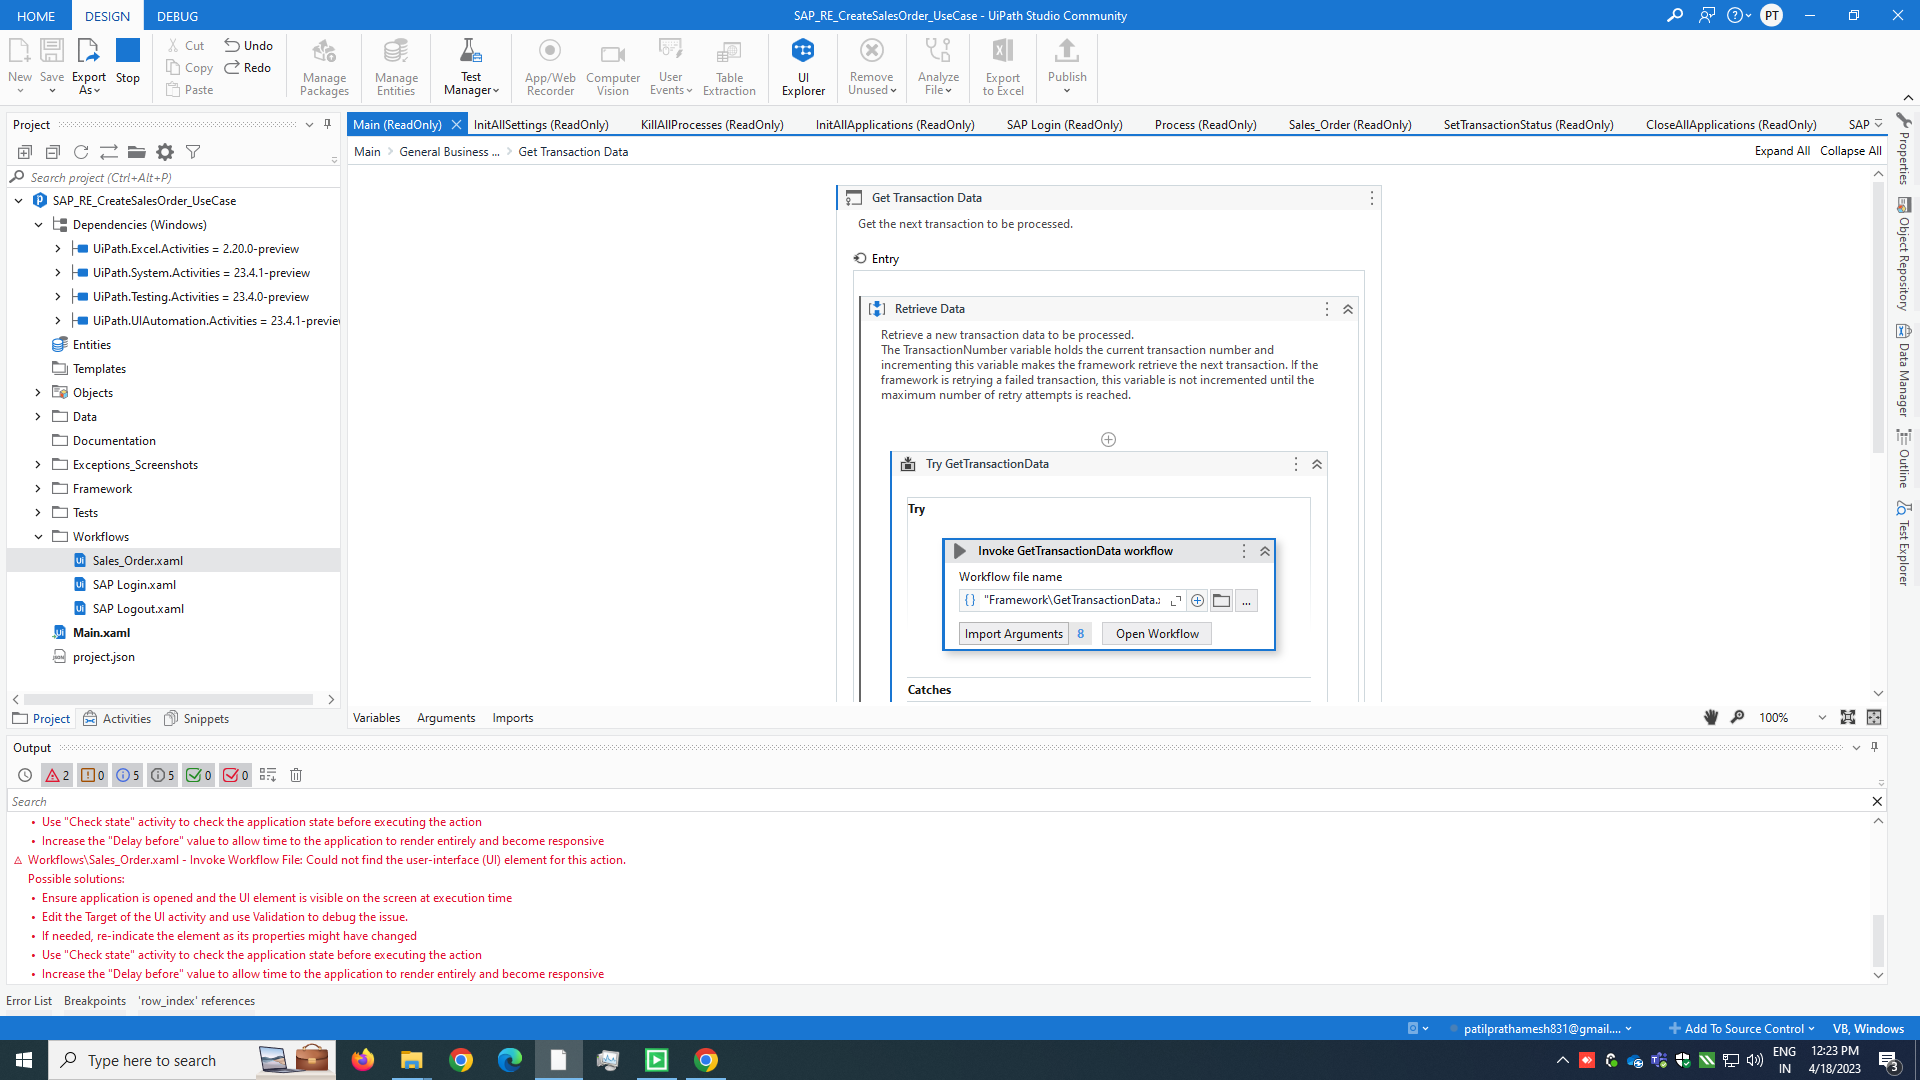 HOME DESIGN DEBUG
SAP_RE_CreateSalesOrder_UseCase - UiPath Studio Community
PT
New
Save
Export As
Stop
Cut
Copy
Paste
Undo
Redo
Manage Packages
Manage Entities
Test Manager
App/Web Recorder
Computer Vision
User Events
Table Extraction
UI Explorer
Remove Unused
Analyze File
Export to Excel
Publish
Project
Main (ReadOnly) InitAllSettings (ReadOnly) KillAllProcesses (ReadOnly) InitAllApplications (ReadOnly) SAP Login (ReadOnly) Process (ReadOnly) Sales_Order (ReadOnly) SetTransactionStatus (ReadOnly) CloseAllApplications (ReadOnly) SAP
Main General Business ... Get Transaction Data
Expand All Collapse All
Search project (Ctrl+Alt+P)
SAP_RE_CreateSalesOrder_UseCase
Dependencies (Windows)
UiPath.Excel.Activities = 2.20.0-preview
UiPath.System.Activities = 23.4.1-preview
UiPath.Testing.Activities = 23.4.0-preview
UiPath.UIAutomation.Activities = 23.4.1-previe
Entities
Templates
Objects
Data
Documentation
Exceptions_Screenshots
Framework
Tests
Workflows
Sales_Order.xaml
SAP Login.xaml
SAP Logout.xaml
Main.xaml
project.json
Project Activities Snippets
Get Transaction Data
Get the next transaction to be processed.
Entry
Retrieve Data
Retrieve a new transaction data to be processed.
The TransactionNumber variable holds the current transaction number and
incrementing this variable makes the framework retrieve the next transaction. If the
framework is retrying a failed transaction, this variable is not incremented until the
maximum number of retry attempts is reached.
Try GetTransactionData
Try
Invoke GetTransactionData workflow
Workflow file name
"Framework\GetTransactionData.x
...
Import Arguments 8 Open Workflow
Catches
Variables Arguments Imports
100%
Properties
Object Repository
Data Manager
Outline
Test Explorer
Output
2 0 5 5 0 0
Search
• Use "Check state" activity to check the application state before executing the action
• Increase the "Delay before" value to allow time to the application to render entirely and become responsive
Workflows\Sales_Order.xaml - Invoke Workflow File: Could not find the user-interface (UI) element for this action.
Possible solutions:
• Ensure application is opened and the UI element is visible on the screen at execution time
• Edit the Target of the UI activity and use Validation to debug the issue.
• If needed, re-indicate the element as its properties might have changed
• Use "Check state" activity to check the application state before executing the action
• Increase the "Delay before" value to allow time to the application to render entirely and become responsive
Error List Breakpoints 'row_index' references
patilprathamesh831@gmail.... Add To Source Control VB, Windows
Type here to search
ENG
IN
12:23 PM
4/18/2023
3